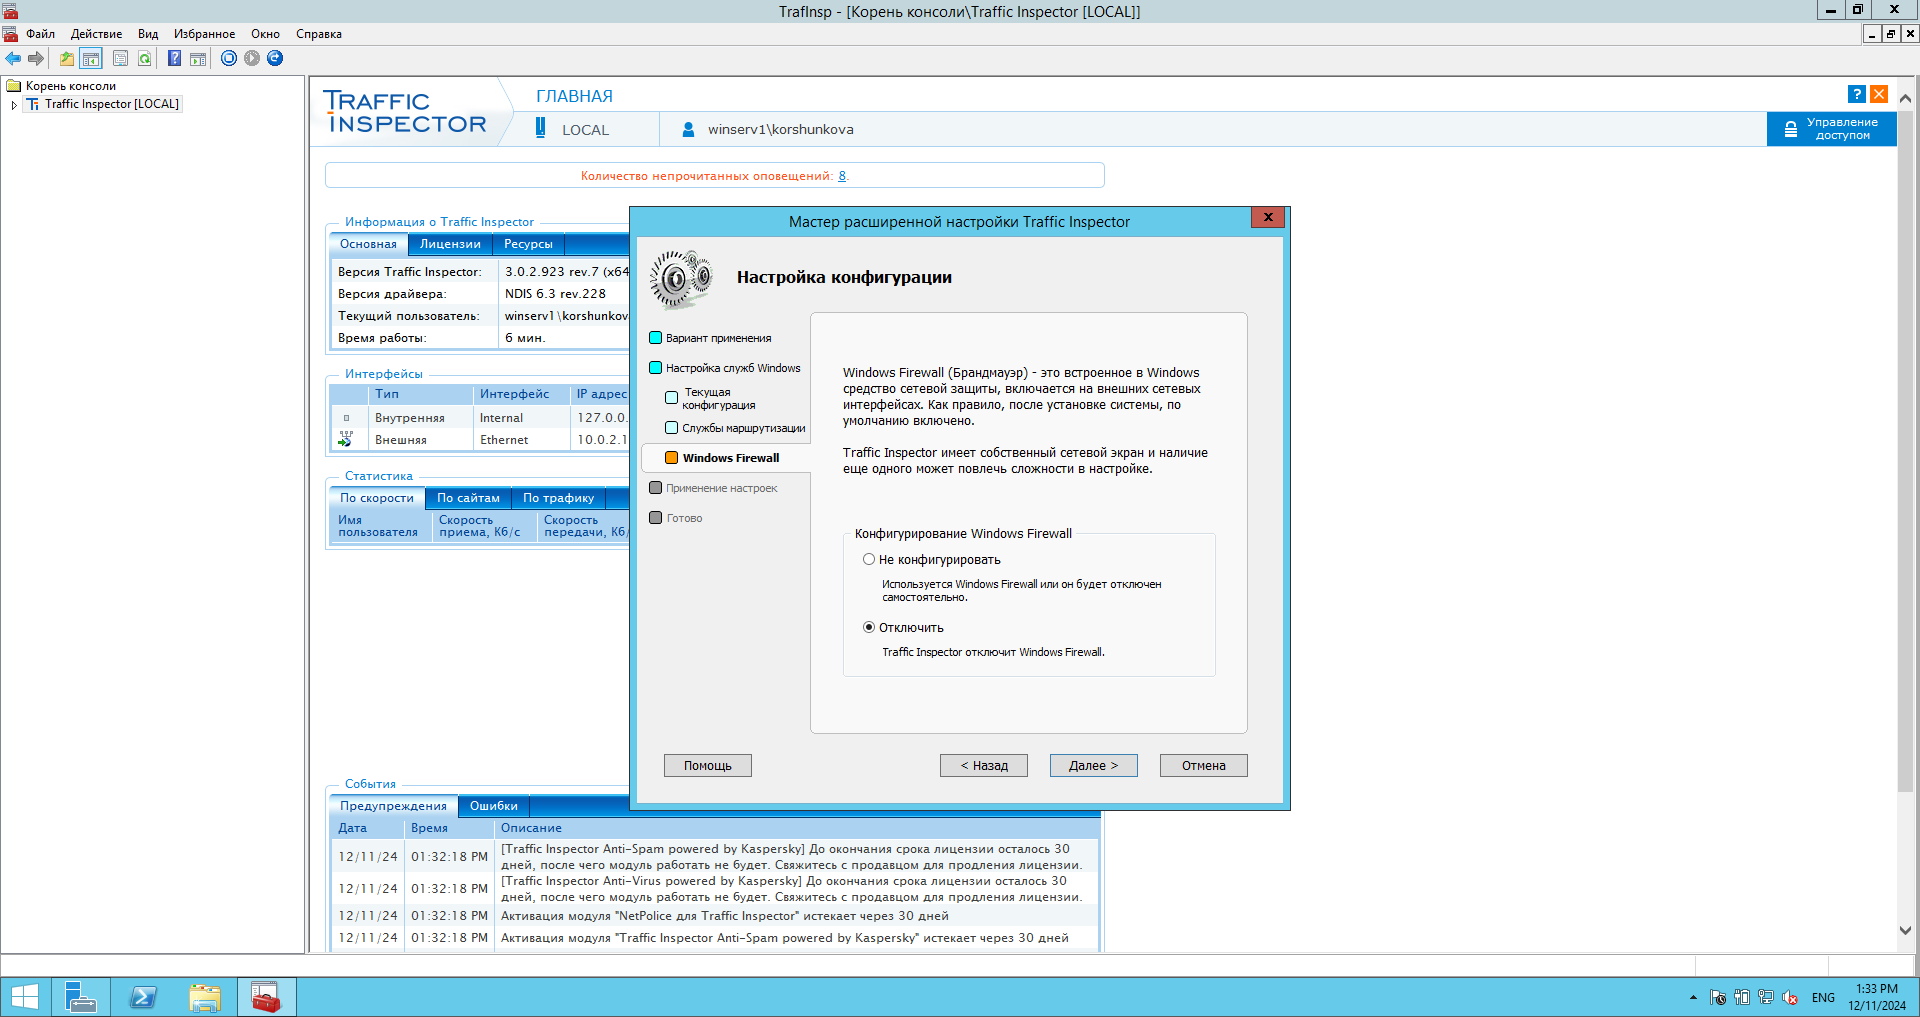 TrafInsp - [Корень консоли\Traffic Inspector [LOCAL]]
Файл Действие Вид Избранное Окно Справка
Корень консоли
Traffic Inspector [LOCAL]
TRAFFIC INSPECTOR
ГЛАВНАЯ
LOCAL
winserv1\korshunkova
Управление доступом
Количество непрочитанных оповещений: 8.
Информация о Traffic Inspector
Основная Лицензии Ресурсы
Версия Traffic Inspector: 3.0.2.923 rev.7 (x64
Версия драйвера: NDIS 6.3 rev.228
Текущий пользователь: winserv1\korshunkov
Время работы: 6 мин.
Интерфейсы
Тип Интерфейс IP адрес
Внутренняя Internal 127.0.0.
Внешняя Ethernet 10.0.2.1
Статистика
По скорости По сайтам По трафику
Имя пользователя Скорость приема, Кб/с Скорость передачи, Кб/
Мастер расширенной настройки Traffic Inspector
x
Настройка конфигурации
Вариант применения
Настройка служб Windows
Текущая
конфигурация
Службы маршрутизации
Windows Firewall
Применение настроек
Готово
Windows Firewall (Брандмауэр) - это встроенное в Windows
средство сетевой защиты, включается на внешних сетевых
интерфейсах. Как правило, после установке системы, по
умолчанию включено.
Traffic Inspector имеет собственный сетевой экран и наличие
еще одного может повлечь сложности в настройке.
Конфигурирование Windows Firewall
Не конфигурировать
Используется Windows Firewall или он будет отключен
самостоятельно.
Отключить
Traffic Inspector отключит Windows Firewall.
Помощь < Назад Далее > Отмена
События
Предупреждения Ошибки
Дата Время Описание
12/11/24 01:32:18 PM [Traffic Inspector Anti-Spam powered by Kaspersky] До окончания срока лицензии осталось 30
дней, после чего модуль работать не будет. Свяжитесь с продавцом для продления лицензии.
12/11/24 01:32:18 PM [Traffic Inspector Anti-Virus powered by Kaspersky] До окончания срока лицензии осталось 30
дней, после чего модуль работать не будет. Свяжитесь с продавцом для продления лицензии.
12/11/24 01:32:18 PM Активация модуля "NetPolice для Traffic Inspector" истекает через 30 дней
12/11/24 01:32:18 PM Активация модуля "Traffic Inspector Anti-Spam powered by Kaspersky" истекает через 30 дней
ENG
1:33 PM
12/11/2024